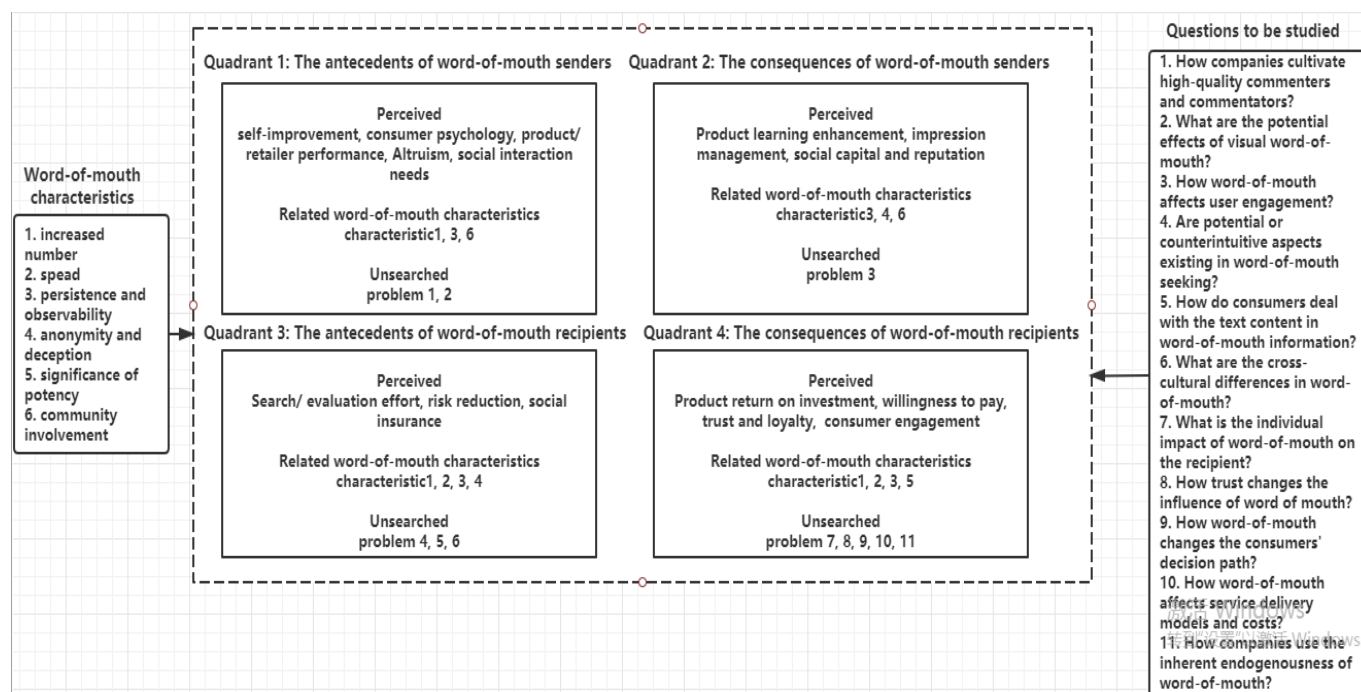 Word-of-mouth
characteristics
1. increased
number
2. spead
3. persistence and
observability
4. anonymity and
deception
5. significance of
potency
6. community
involvement
Quadrant 1: The antecedents of word-of-mouth senders
Perceived
self-improvement, consumer psychology, product/
retailer performance, Altruism, social interaction
needs
Related word-of-mouth characteristics
characteristic1, 3, 6
Unsearched
problem 1, 2
Quadrant 2: The consequences of word-of-mouth senders
Perceived
Product learning enhancement, impression
management, social capital and reputation
Related word-of-mouth characteristics
characteristic3, 4, 6
Unsearched
problem 3
Quadrant 3: The antecedents of word-of-mouth recipients
Perceived
Search/ evaluation effort, risk reduction, social
insurance
Related word-of-mouth characteristics
characteristic1, 2, 3, 4
Unsearched
problem 4, 5, 6
Quadrant 4: The consequences of word-of-mouth recipients
Perceived
Product return on investment, willingness to pay,
trust and loyalty, consumer engagement
Related word-of-mouth characteristics
characteristic1, 2, 3, 5
Unsearched
problem 7, 8, 9, 10, 11
Questions to be studied
1. How companies cultivate
high-quality commenters
and commentators?
2. What are the potential
effects of visual word-of-
mouth?
3. How word-of-mouth
affects user engagement?
4. Are potential or
counterintuitive aspects
existing in word-of-mouth
seeking?
5. How do consumers deal
with the text content in
word-of-mouth information?
6. What are the cross-
cultural differences in word-
of-mouth?
7. What is the individual
impact of word-of-mouth on
the recipient?
8. How trust changes the
influence of word of mouth?
9. How word-of-mouth
changes the consumers'
decision path?
10. How word-of-mouth
affects service delivery
models and costs?
11. How companies use the
inherent endogenousness of
word-of-mouth?
激活 Windows
转到"设置"以激活 Windows